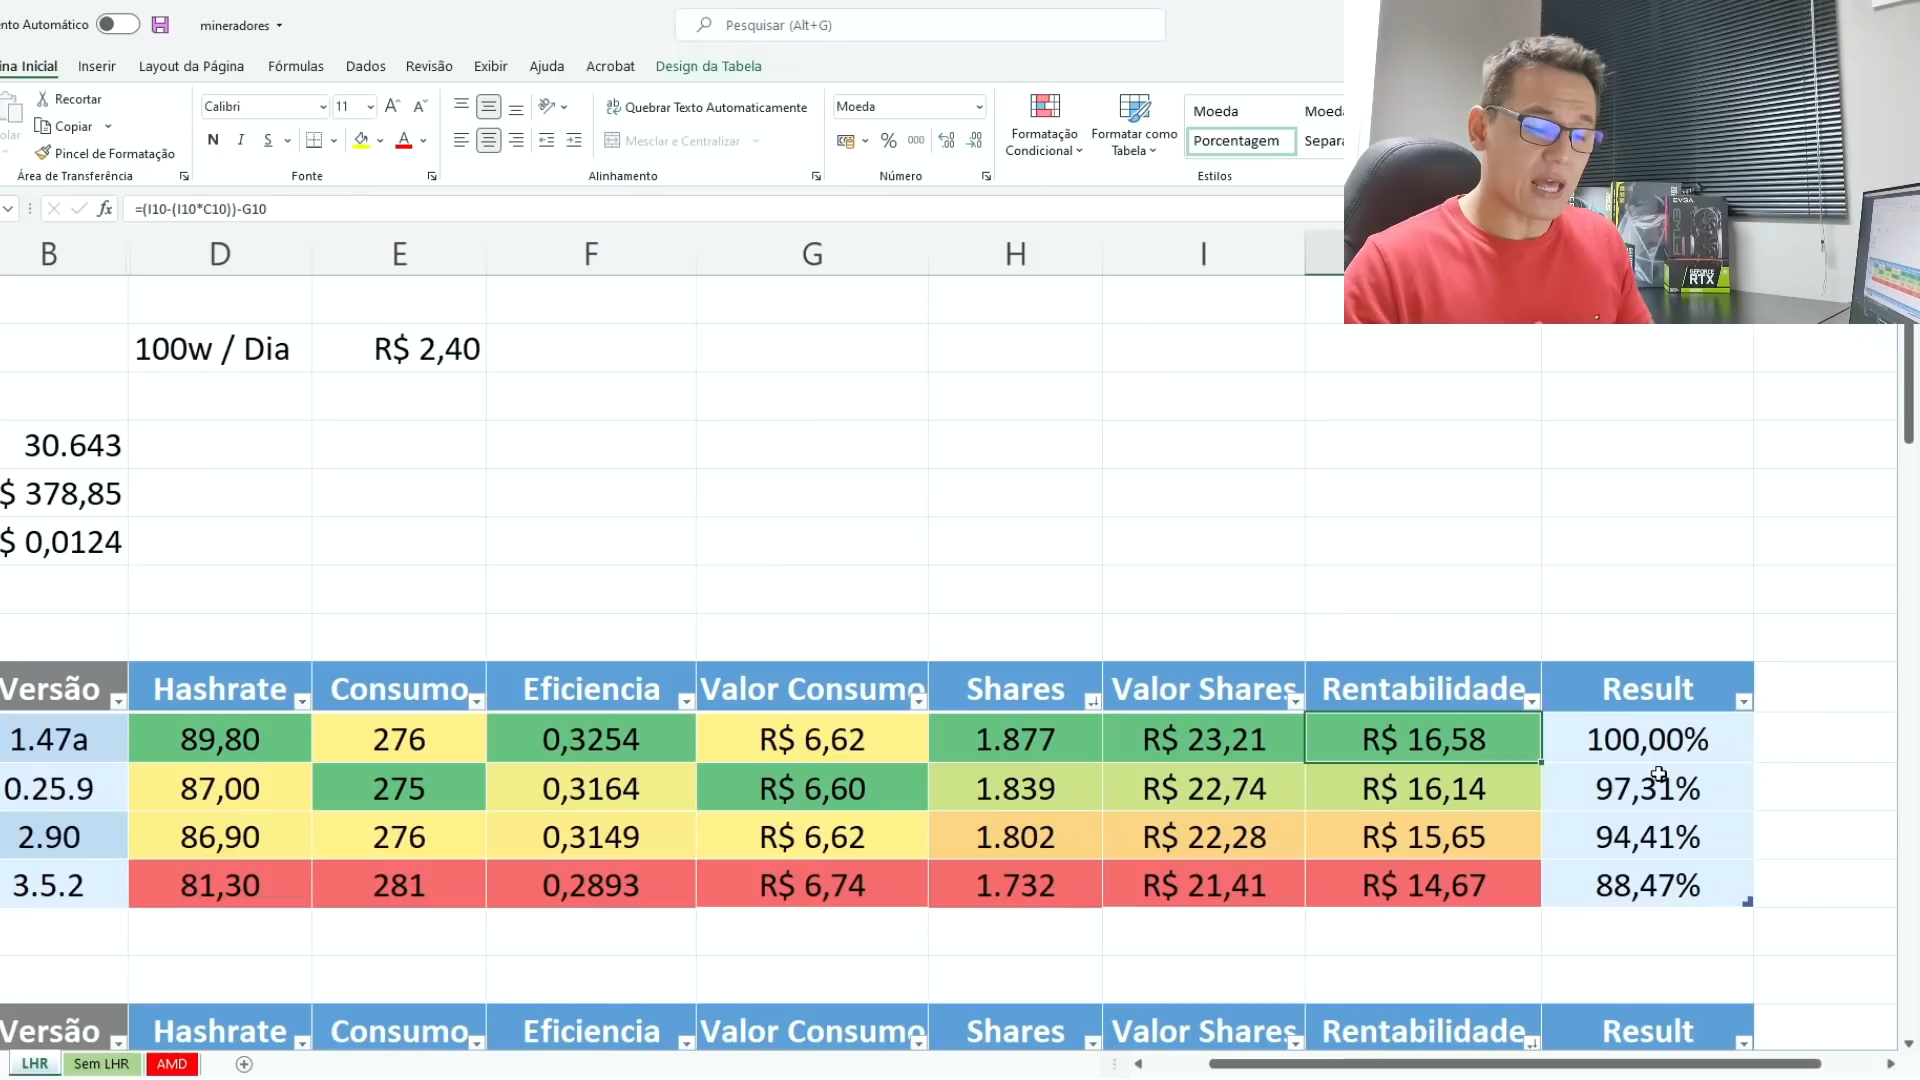 nto Automático
mineradores
Pesquisar (Alt+G)
na Inicial
Inserir
Layout da Página
Fórmulas
Dados
Revisão
Exibir
Ajuda
Acrobat
Design da Tabela
Recortar
Copiar
Pincel de Formatação
Área de Transferência
Calibri
11
N
I
S
Fonte
Quebrar Texto Automaticamente
Mesclar e Centralizar
Alinhamento
Moeda
%
000
Número
Formatação Condicional
Formatar como Tabela
Moeda
Moeda
Porcentagem
Separa
Estilos
=(I10-(I10*C10))-G10
B D E F G H I
100w / Dia R$ 2,40
30.643
$ 378,85
$ 0,0124
Versão Hashrate Consumo Eficiencia Valor Consumo Shares Valor Shares Rentabilidade Result
1.47a 89,80 276 0,3254 R$ 6,62 1.877 R$ 23,21 R$ 16,58 100,00%
0.25.9 87,00 275 0,3164 R$ 6,60 1.839 R$ 22,74 R$ 16,14 97,31%
2.90 86,90 276 0,3149 R$ 6,62 1.802 R$ 22,28 R$ 15,65 94,41%
3.5.2 81,30 281 0,2893 R$ 6,74 1.732 R$ 21,41 R$ 14,67 88,47%
Versão Hashrate Consumo Eficiencia Valor Consumo Shares Valor Shares Rentabilidade Result
LHR
Sem LHR
AMD
EVGA
GEFORCE
RTX